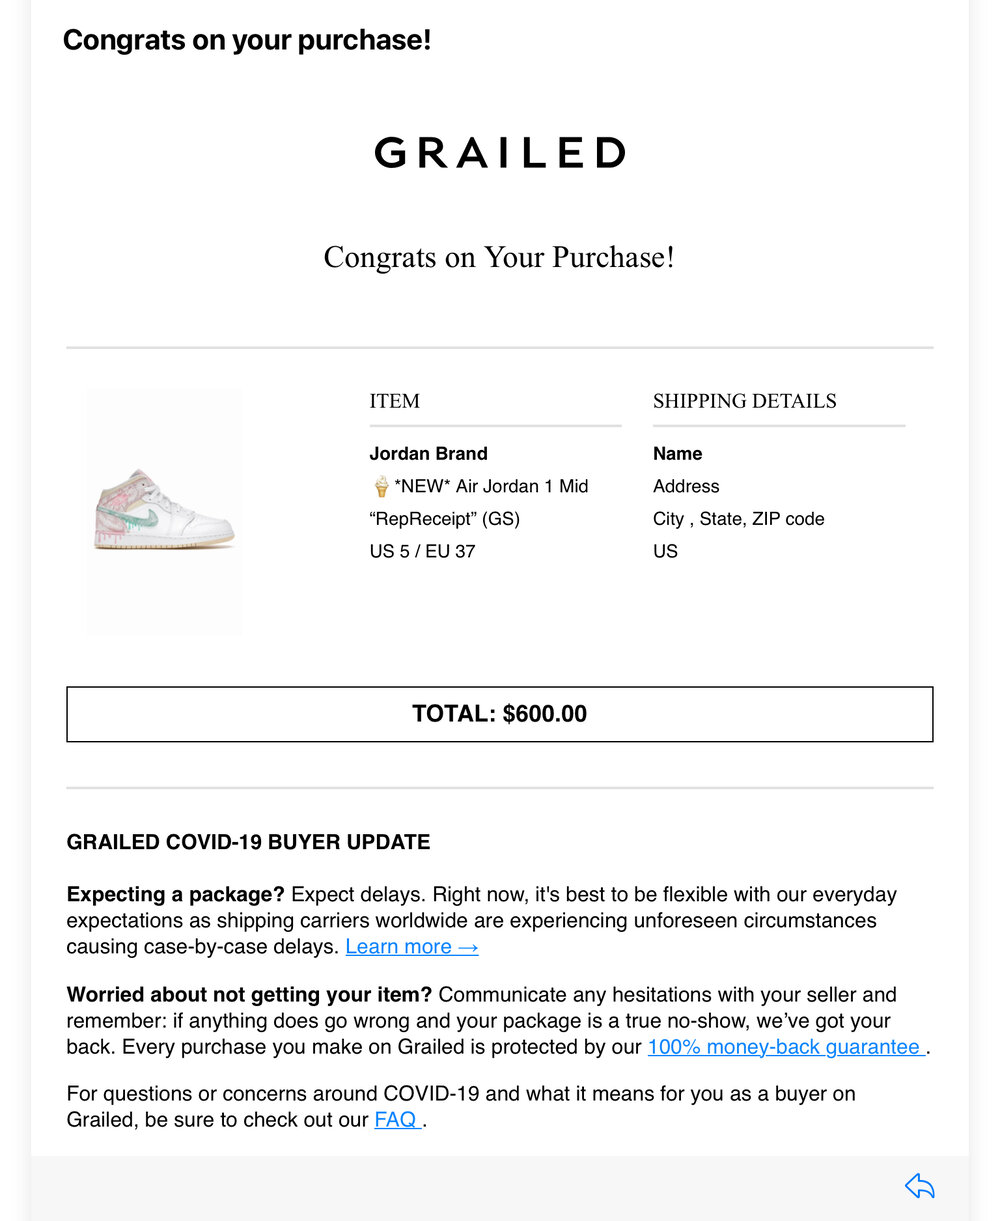 Congrats on your purchase!
GRAILED
Congrats on Your Purchase!
ITEM
Jordan Brand
🍦*NEW* Air Jordan 1 Mid
“RepReceipt” (GS)
US 5 / EU 37
SHIPPING DETAILS
Name
Address
City , State, ZIP code
US
TOTAL: $600.00
GRAILED COVID-19 BUYER UPDATE
Expecting a package? Expect delays. Right now, it's best to be flexible with our everyday
expectations as shipping carriers worldwide are experiencing unforeseen circumstances
causing case-by-case delays. Learn more →
Worried about not getting your item? Communicate any hesitations with your seller and
remember: if anything does go wrong and your package is a true no-show, we’ve got your
back. Every purchase you make on Grailed is protected by our 100% money-back guarantee .
For questions or concerns around COVID-19 and what it means for you as a buyer on
Grailed, be sure to check out our FAQ .